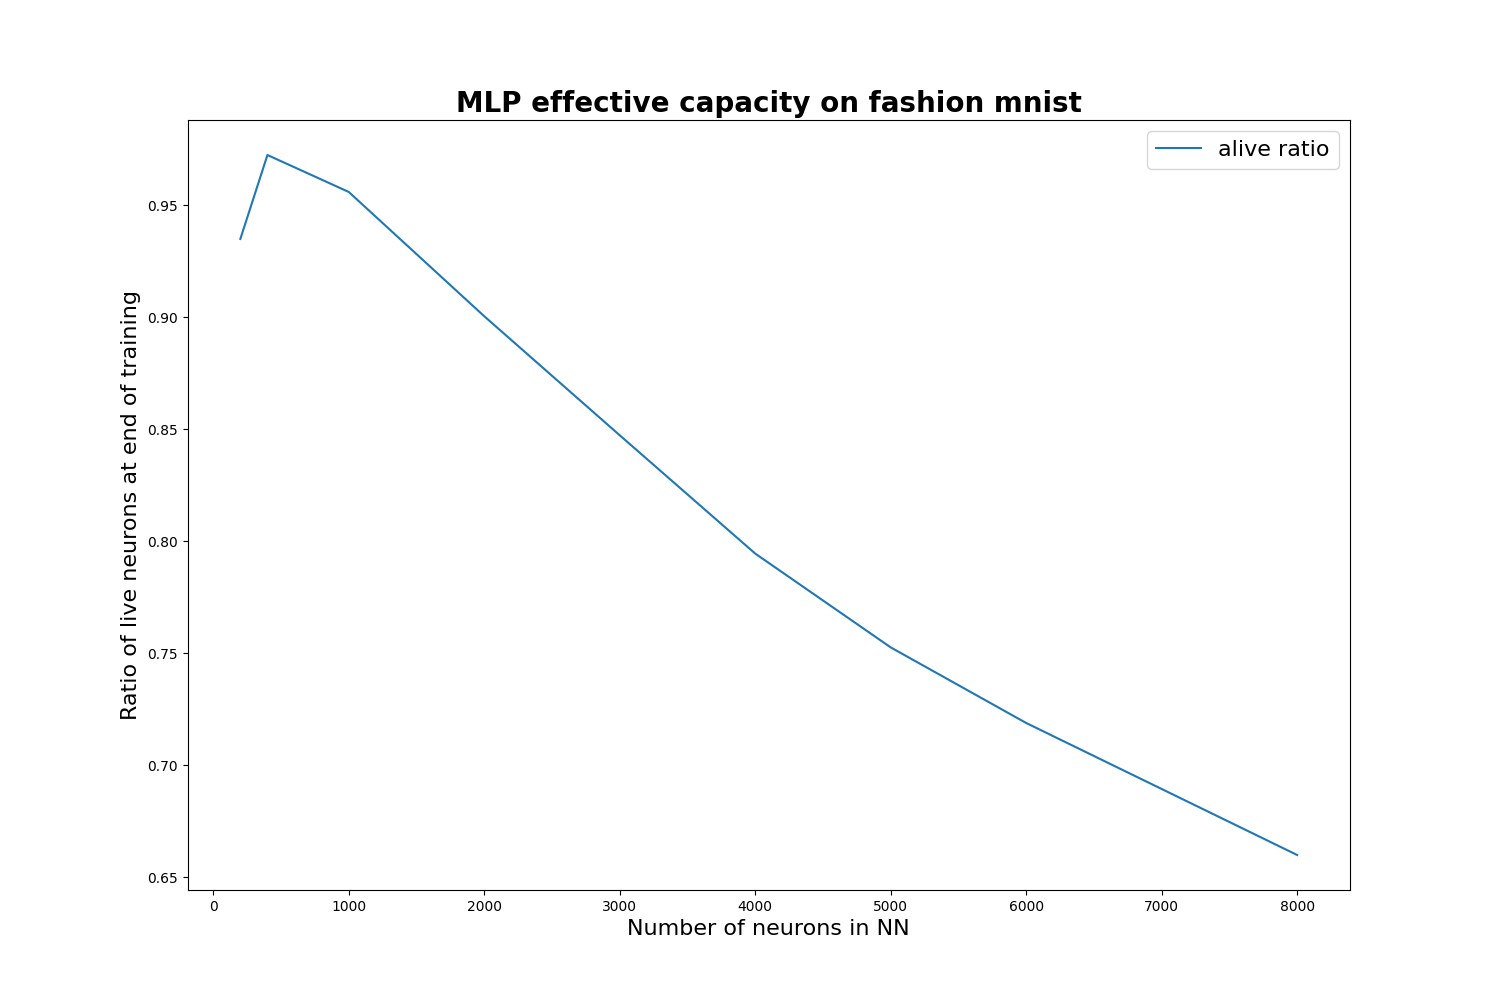 MLP effective capacity on fashion mnist
alive ratio
Ratio of live neurons at end of training
0.95
0.90
0.85
0.80
0.75
0.70
0.65
0 1000 2000 3000 4000 5000 6000 7000 8000
Number of neurons in NN